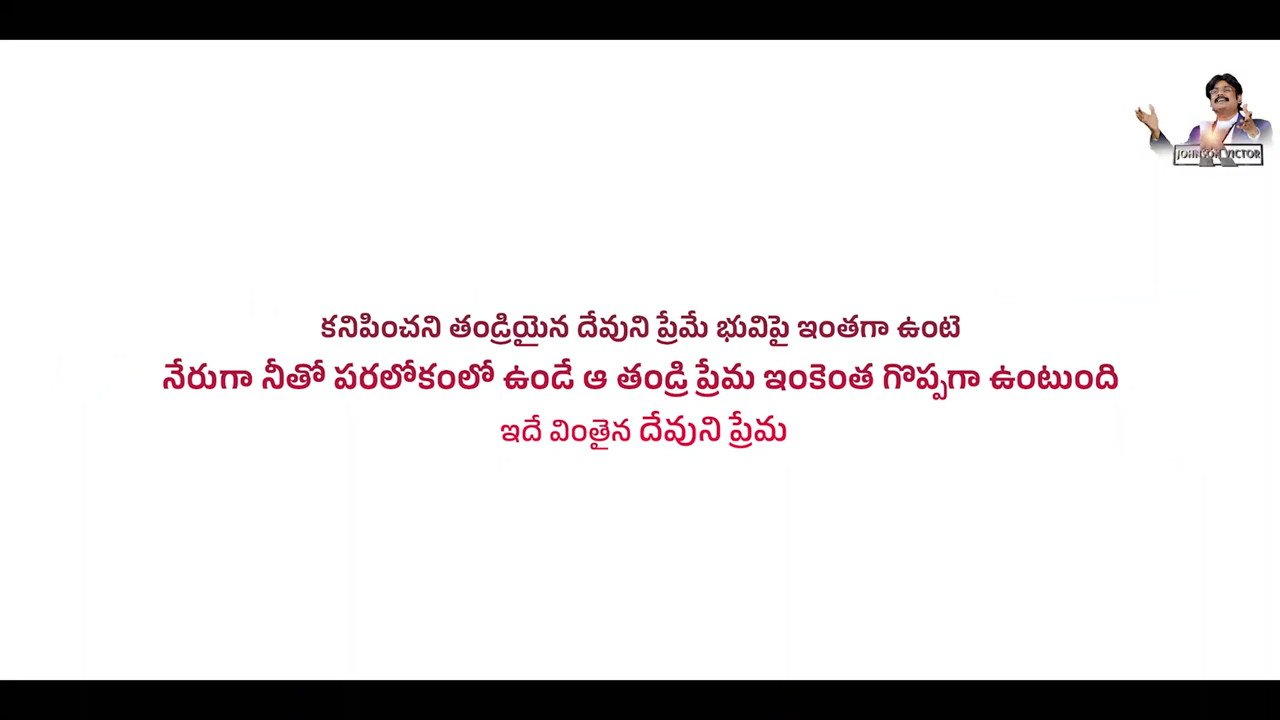 JOHNSON VICTOR
కనిపించని తండ్రియైన దేవుని ప్రేమే భువిపై ఇంతగా ఉంటె
నేరుగా నీతో పరలోకంలో ఉండే ఆ తండ్రి ప్రేమ ఇంకెంత గొప్పగా ఉంటుంది
ఇదే వింతైన దేవుని ప్రేమ